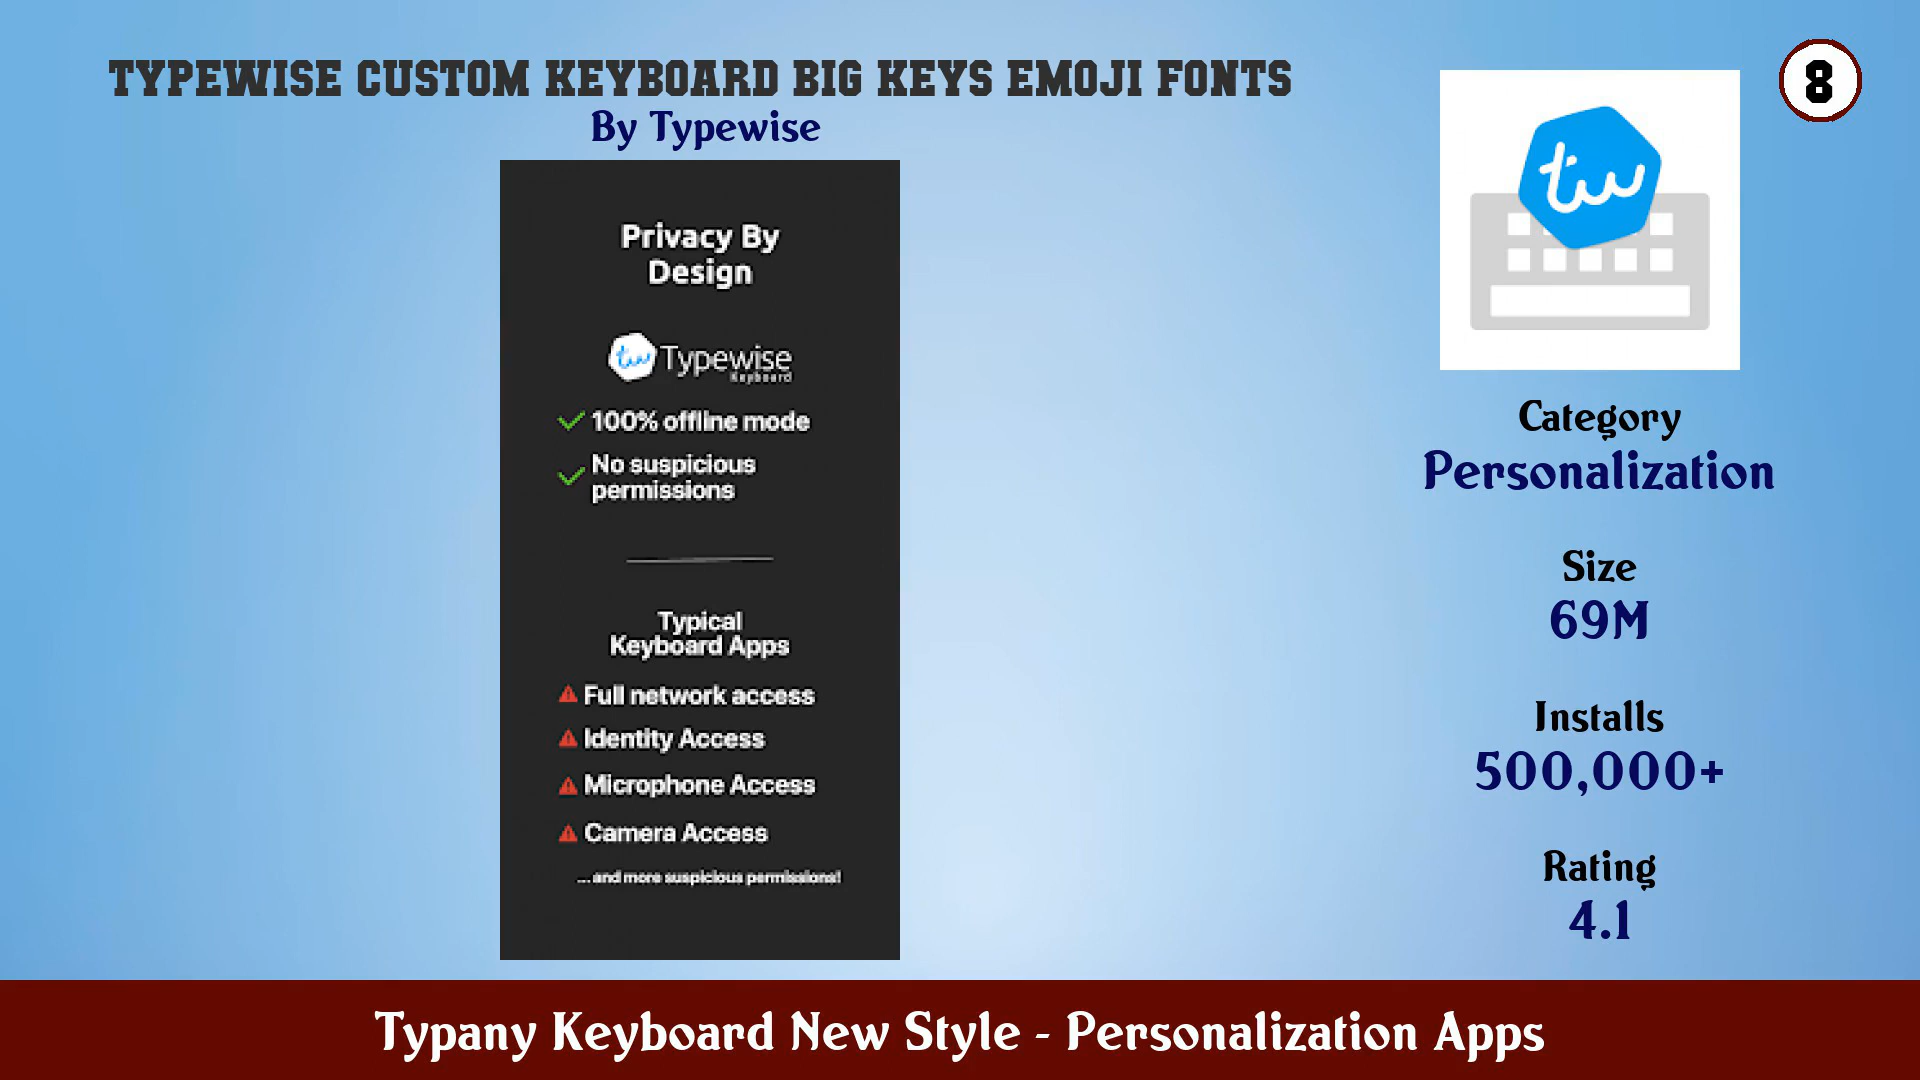 TYPEWISE CUSTOM KEYBOARD BIG KEYS EMOJI FONTS
By Typewise
8
Privacy By
Design
tw Typewise
Keyboard
100% offline mode
No suspicious
permissions
Typical
Keyboard Apps
Full network access
Identity Access
Microphone Access
Camera Access
...and more suspicious permissions!
tw
Category
Personalization
Size
69M
Installs
500,000+
Rating
4.1
Typany Keyboard New Style - Personalization Apps